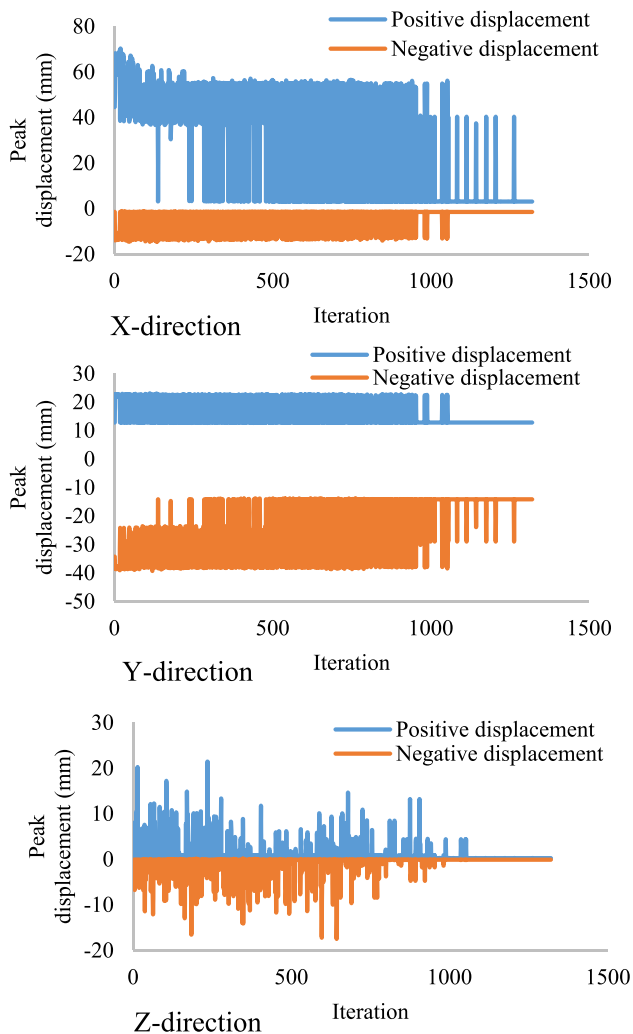 80
60
40
20
0
-20
Peak
displacement (mm)
Positive displacement
Negative displacement
0
500
1000
1500
Iteration
X-direction
30
20
10
0
-10
-20
-30
-40
-50
Peak
displacement (mm)
Positive displacement
Negative displacement
0
500
1000
1500
Iteration
Y-direction
30
20
10
0
-10
-20
Peak
displacement (mm)
Positive displacement
Negative displacement
0
500
1000
1500
Iteration
Z-direction